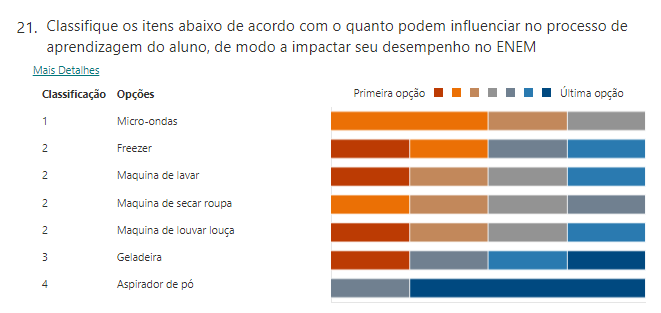 21. Classifique os itens abaixo de acordo com o quanto podem influenciar no processo de
aprendizagem do aluno, de modo a impactar seu desempenho no ENEM
Mais Detalhes
Classificação Opções Primeira opção Última opção
1 Micro-ondas
2 Freezer
2 Maquina de lavar
2 Maquina de secar roupa
2 Maquina de louvar louça
3 Geladeira
4 Aspirador de pó